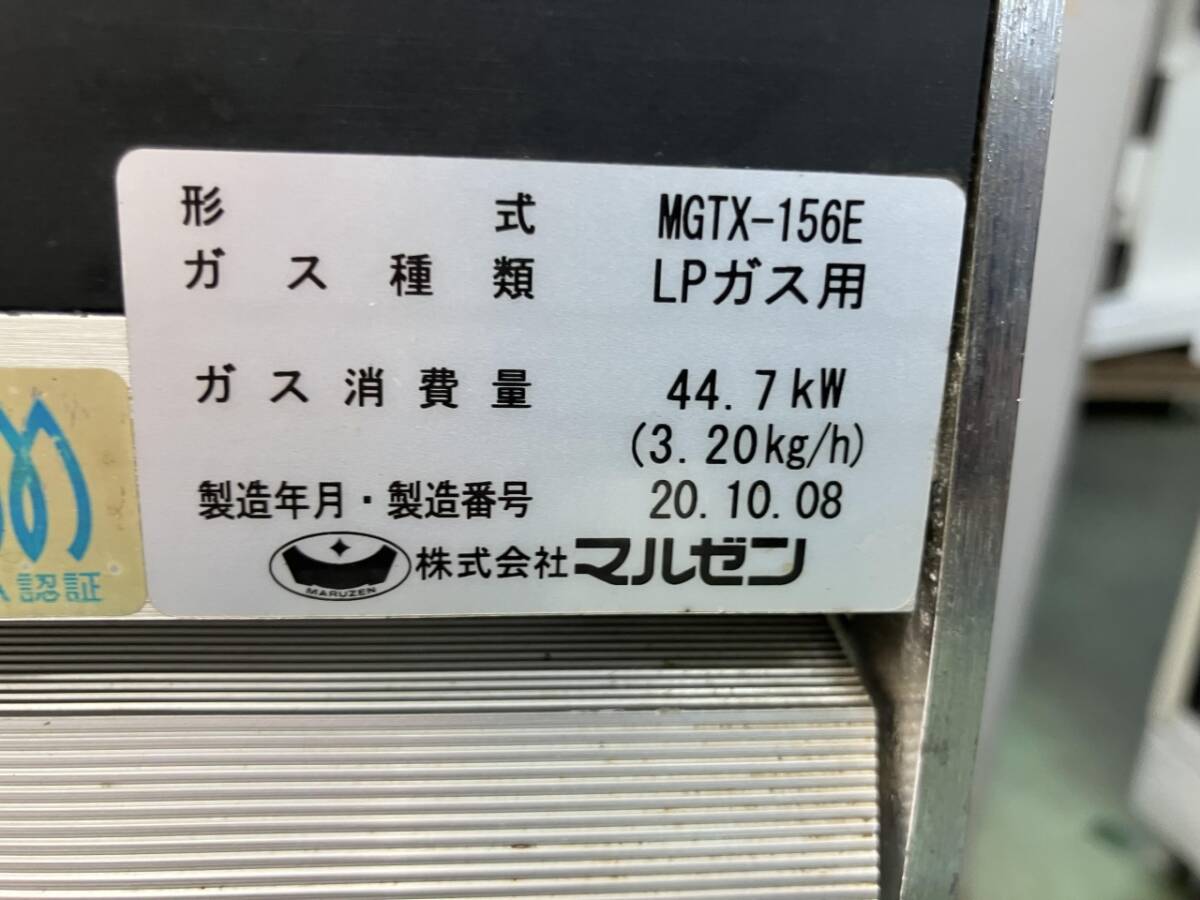 形式 MGTX-156E
ガス種類 LPガス用
ガス消費量 44.7kW
(3.20kg/h)
製造年月・製造番号 20.10.08
MARUZEN 株式会社マルゼン
認証